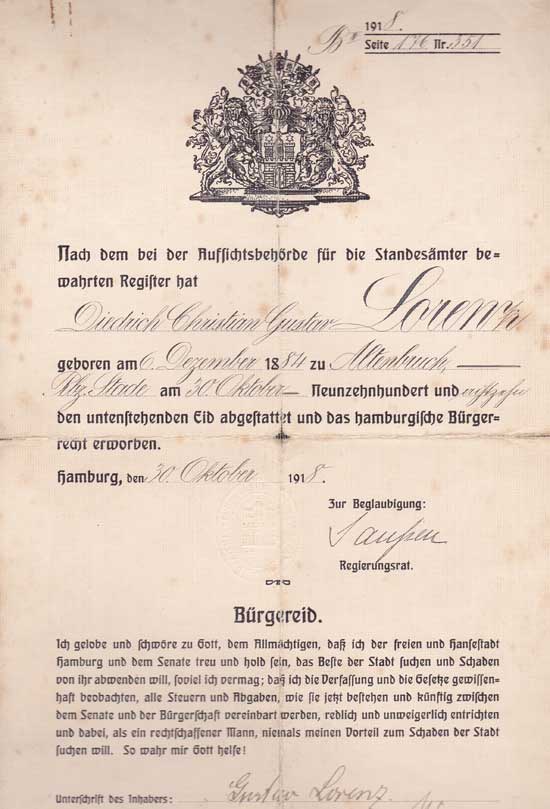 1918.
Seite 176 Nr. 351
Nach dem bei der Aufsichtsbehörde für die Standesämter be=
wahrten Register hat
Diedrich Christian Gustav Lorenz
geboren am 6. Dezember 1884 zu Altenbruch,
Rbz. Stade am 30. Oktober Neunzehnhundert und achtzehn
den untenstehenden Eid abgestattet und das hamburgische Bürger=
recht erworben.
Hamburg, den 30. Oktober 1918.
Zur Beglaubigung:
Regierungsrat.
Bürgereid.
Ich gelobe und schwöre zu Gott, dem Allmächtigen, daß ich der freien und Hansestadt
Hamburg und dem Senate treu und hold sein, das Beste der Stadt suchen und Schaden
von ihr abwenden will, soviel ich vermag; daß ich die Verfassung und die Gesetze gewissen=
haft beobachten, alle Steuern und Abgaben, wie sie jetzt bestehen und künftig zwischen
dem Senate und der Bürgerschaft vereinbart werden, redlich und unweigerlich entrichten
und dabei, als ein rechtschaffener Mann, niemals meinen Vorteil zum Schaden der Stadt
suchen will. So wahr mir Gott helfe!
Unterschrift des Inhabers: Gustav Lorenz